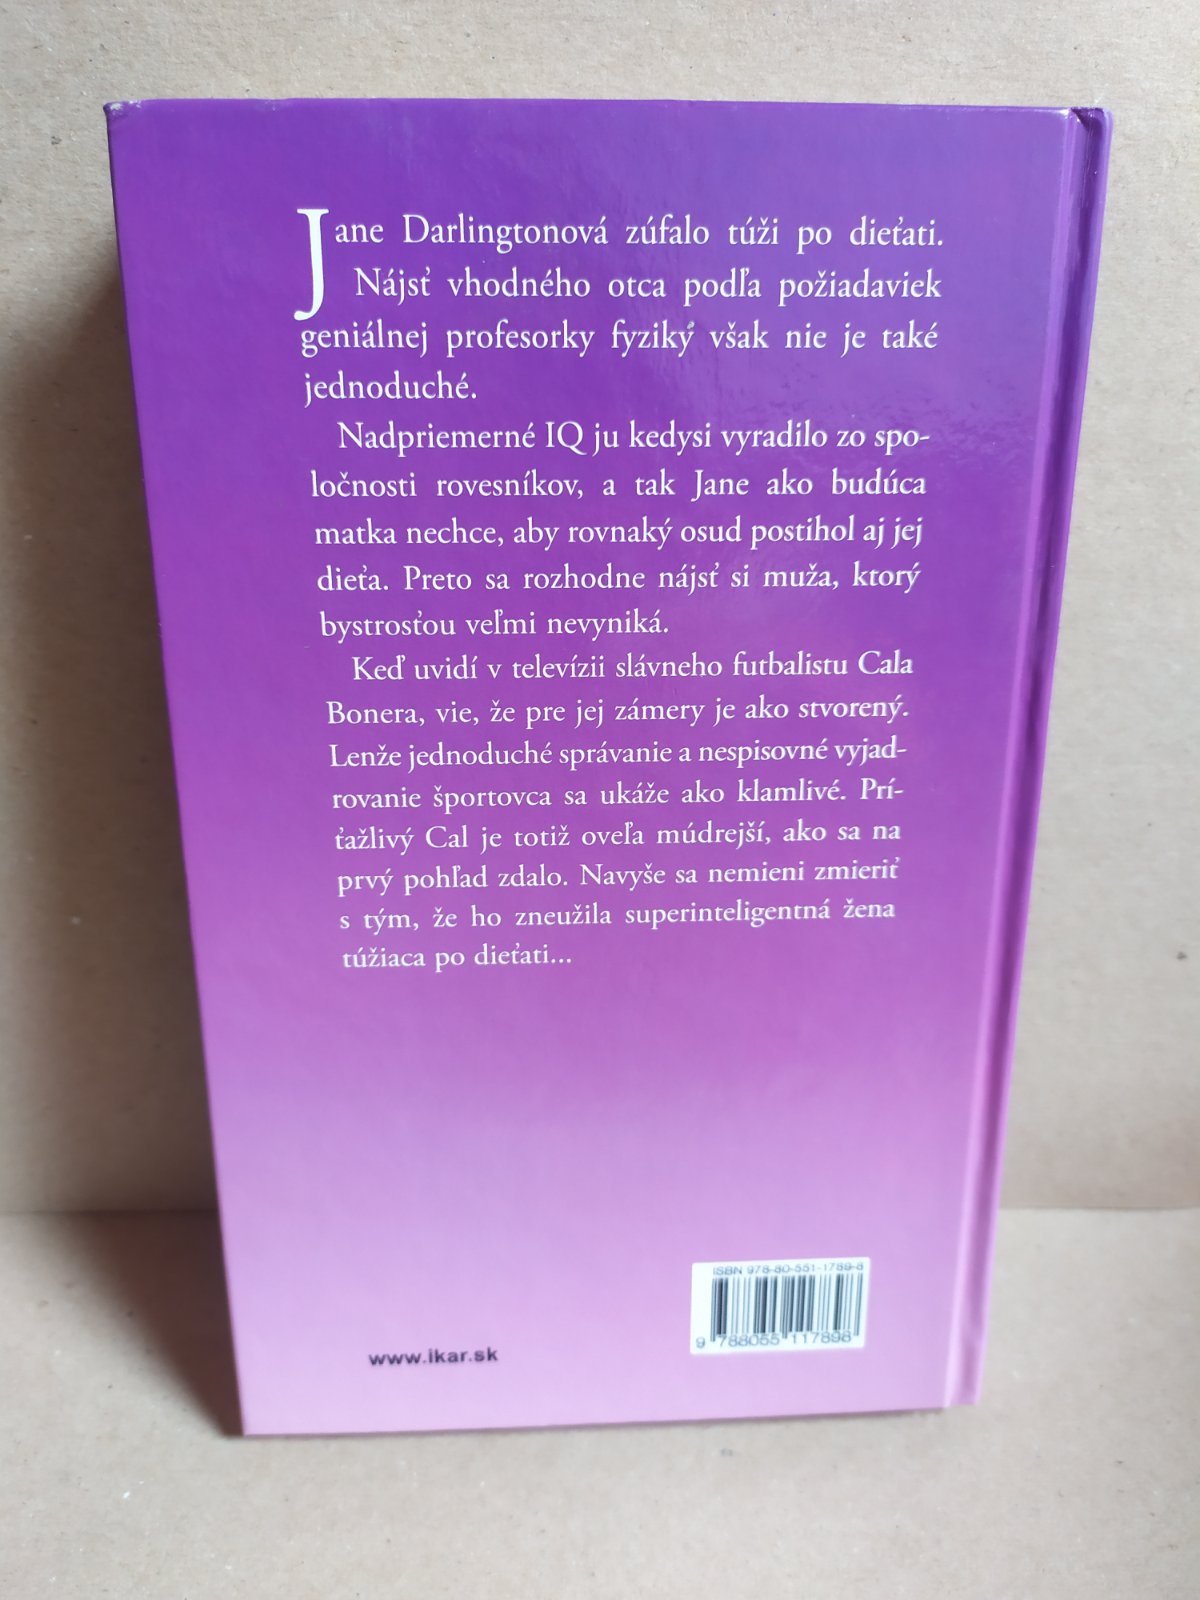 Jane Darlingtonová zúfalo túži po dieťati.
Nájsť vhodného otca podľa požiadaviek
geniálnej profesorky fyziky však nie je také
jednoduché.
Nadpriemerné IQ ju kedysi vyradilo zo spo-
ločnosti rovesníkov, a tak Jane ako budúca
matka nechce, aby rovnaký osud postihol aj jej
dieťa. Preto sa rozhodne nájsť si muža, ktorý
bystrosťou veľmi nevyniká.
Keď uvidí v televízii slávneho futbalistu Cala
Bonera, vie, že pre jej zámery je ako stvorený.
Lenže jednoduché správanie a nespisovné vyjad-
rovanie športovca sa ukáže ako klamlivé. Prí-
ťažlivý Cal je totiž oveľa múdrejší, ako sa na
prvý pohľad zdalo. Navyše sa nemieni zmieriť
s tým, že ho zneužila superinteligentná žena
túžiaca po dieťati...
ISBN 978-80-551-1789-8
9 788055 117898
www.ikar.sk